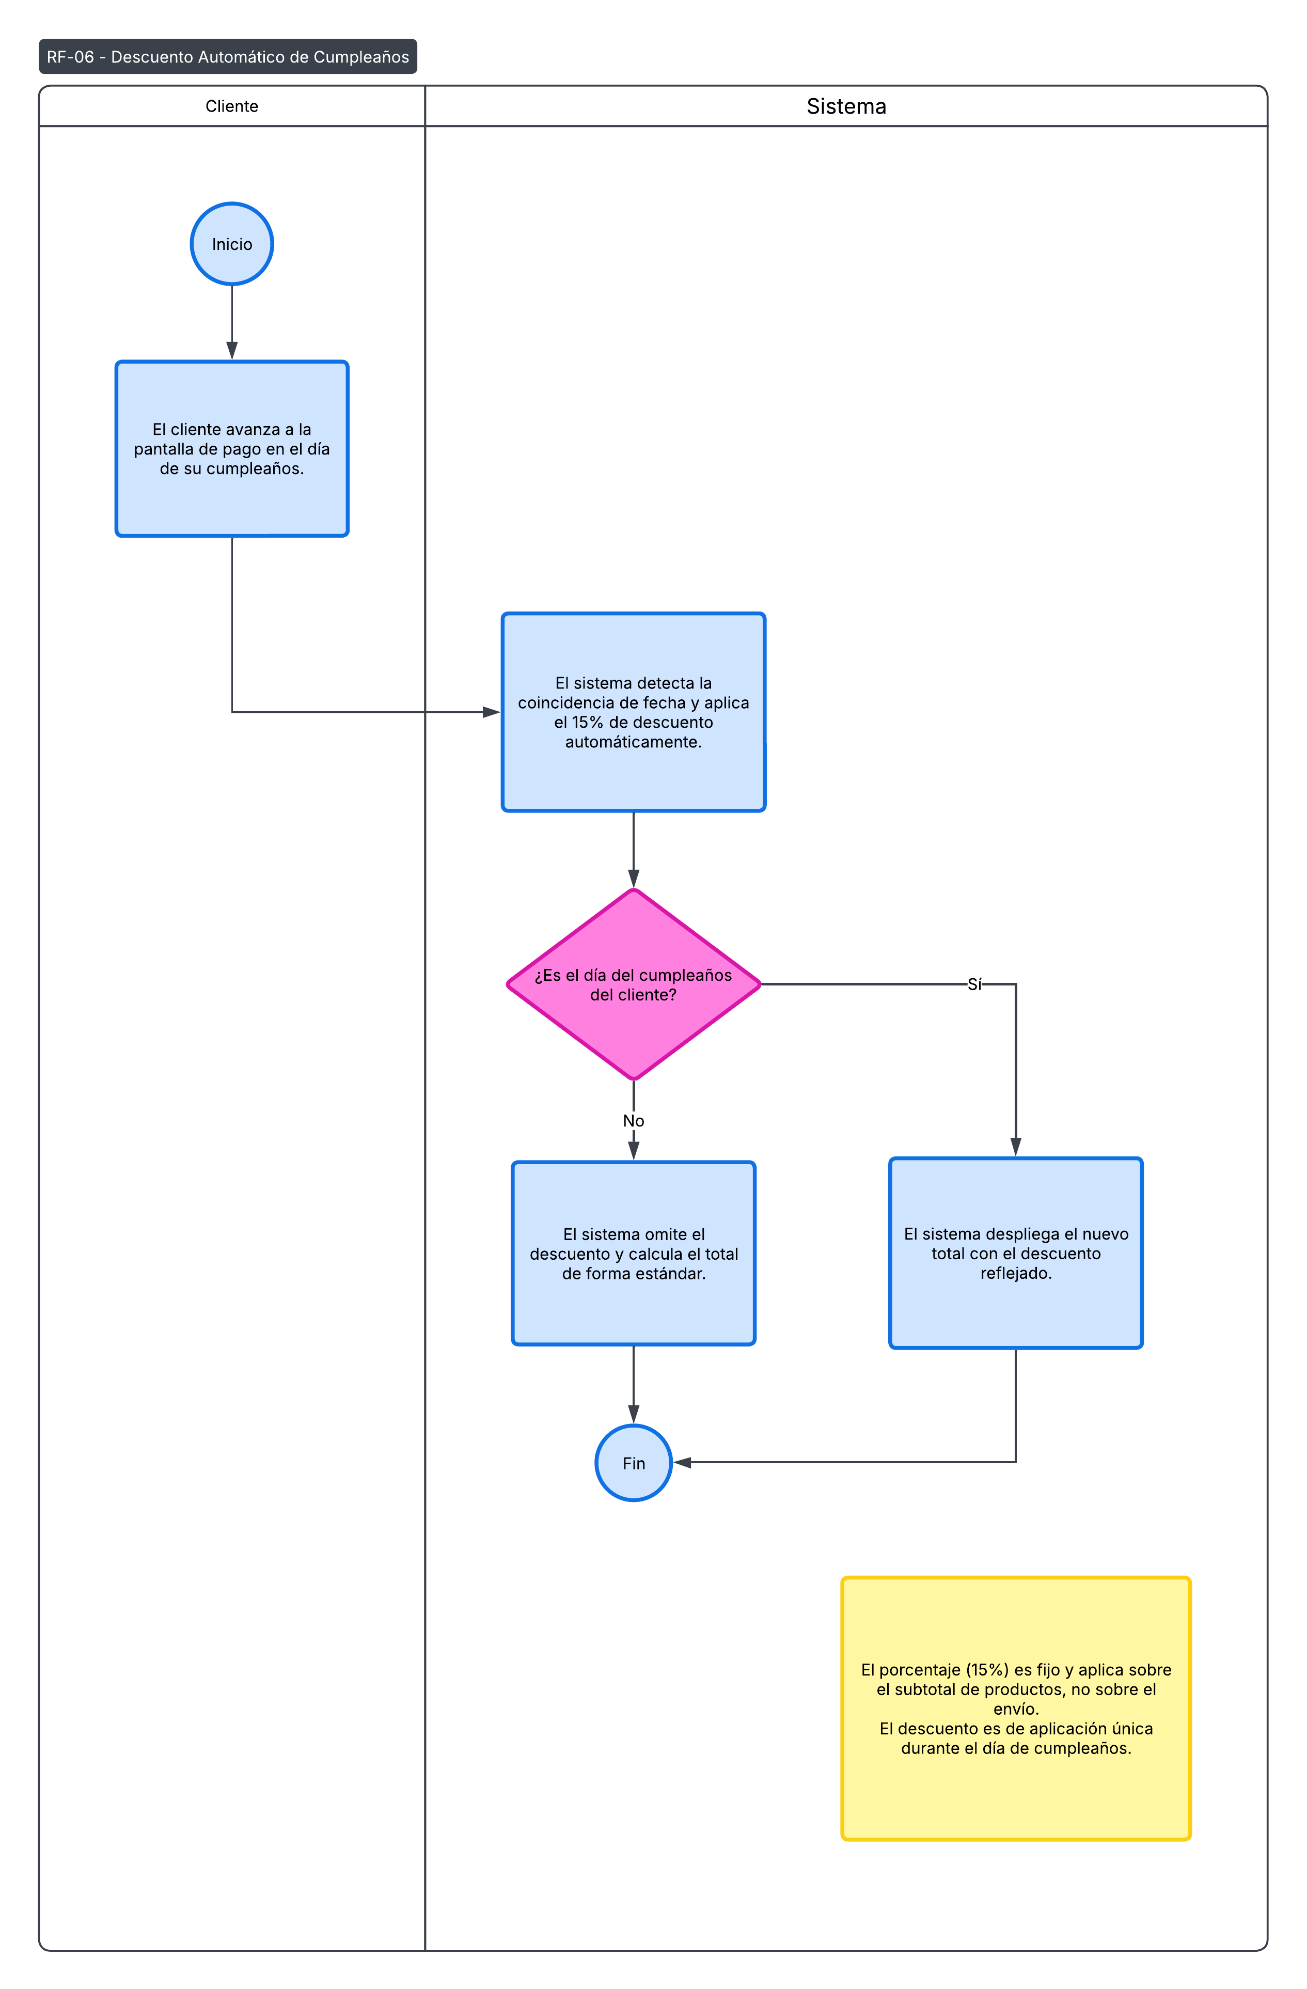 RF-06 - Descuento Automático de Cumpleaños
Cliente
Sistema
Inicio
El cliente avanza a la
pantalla de pago en el día
de su cumpleaños.
El sistema detecta la
coincidencia de fecha y aplica
el 15% de descuento
automáticamente.
¿Es el día del cumpleaños
del cliente?
Sí
No
El sistema omite el
descuento y calcula el total
de forma estándar.
El sistema despliega el nuevo
total con el descuento
reflejado.
Fin
El porcentaje (15%) es fijo y aplica sobre
el subtotal de productos, no sobre el
envío.
El descuento es de aplicación única
durante el día de cumpleaños.